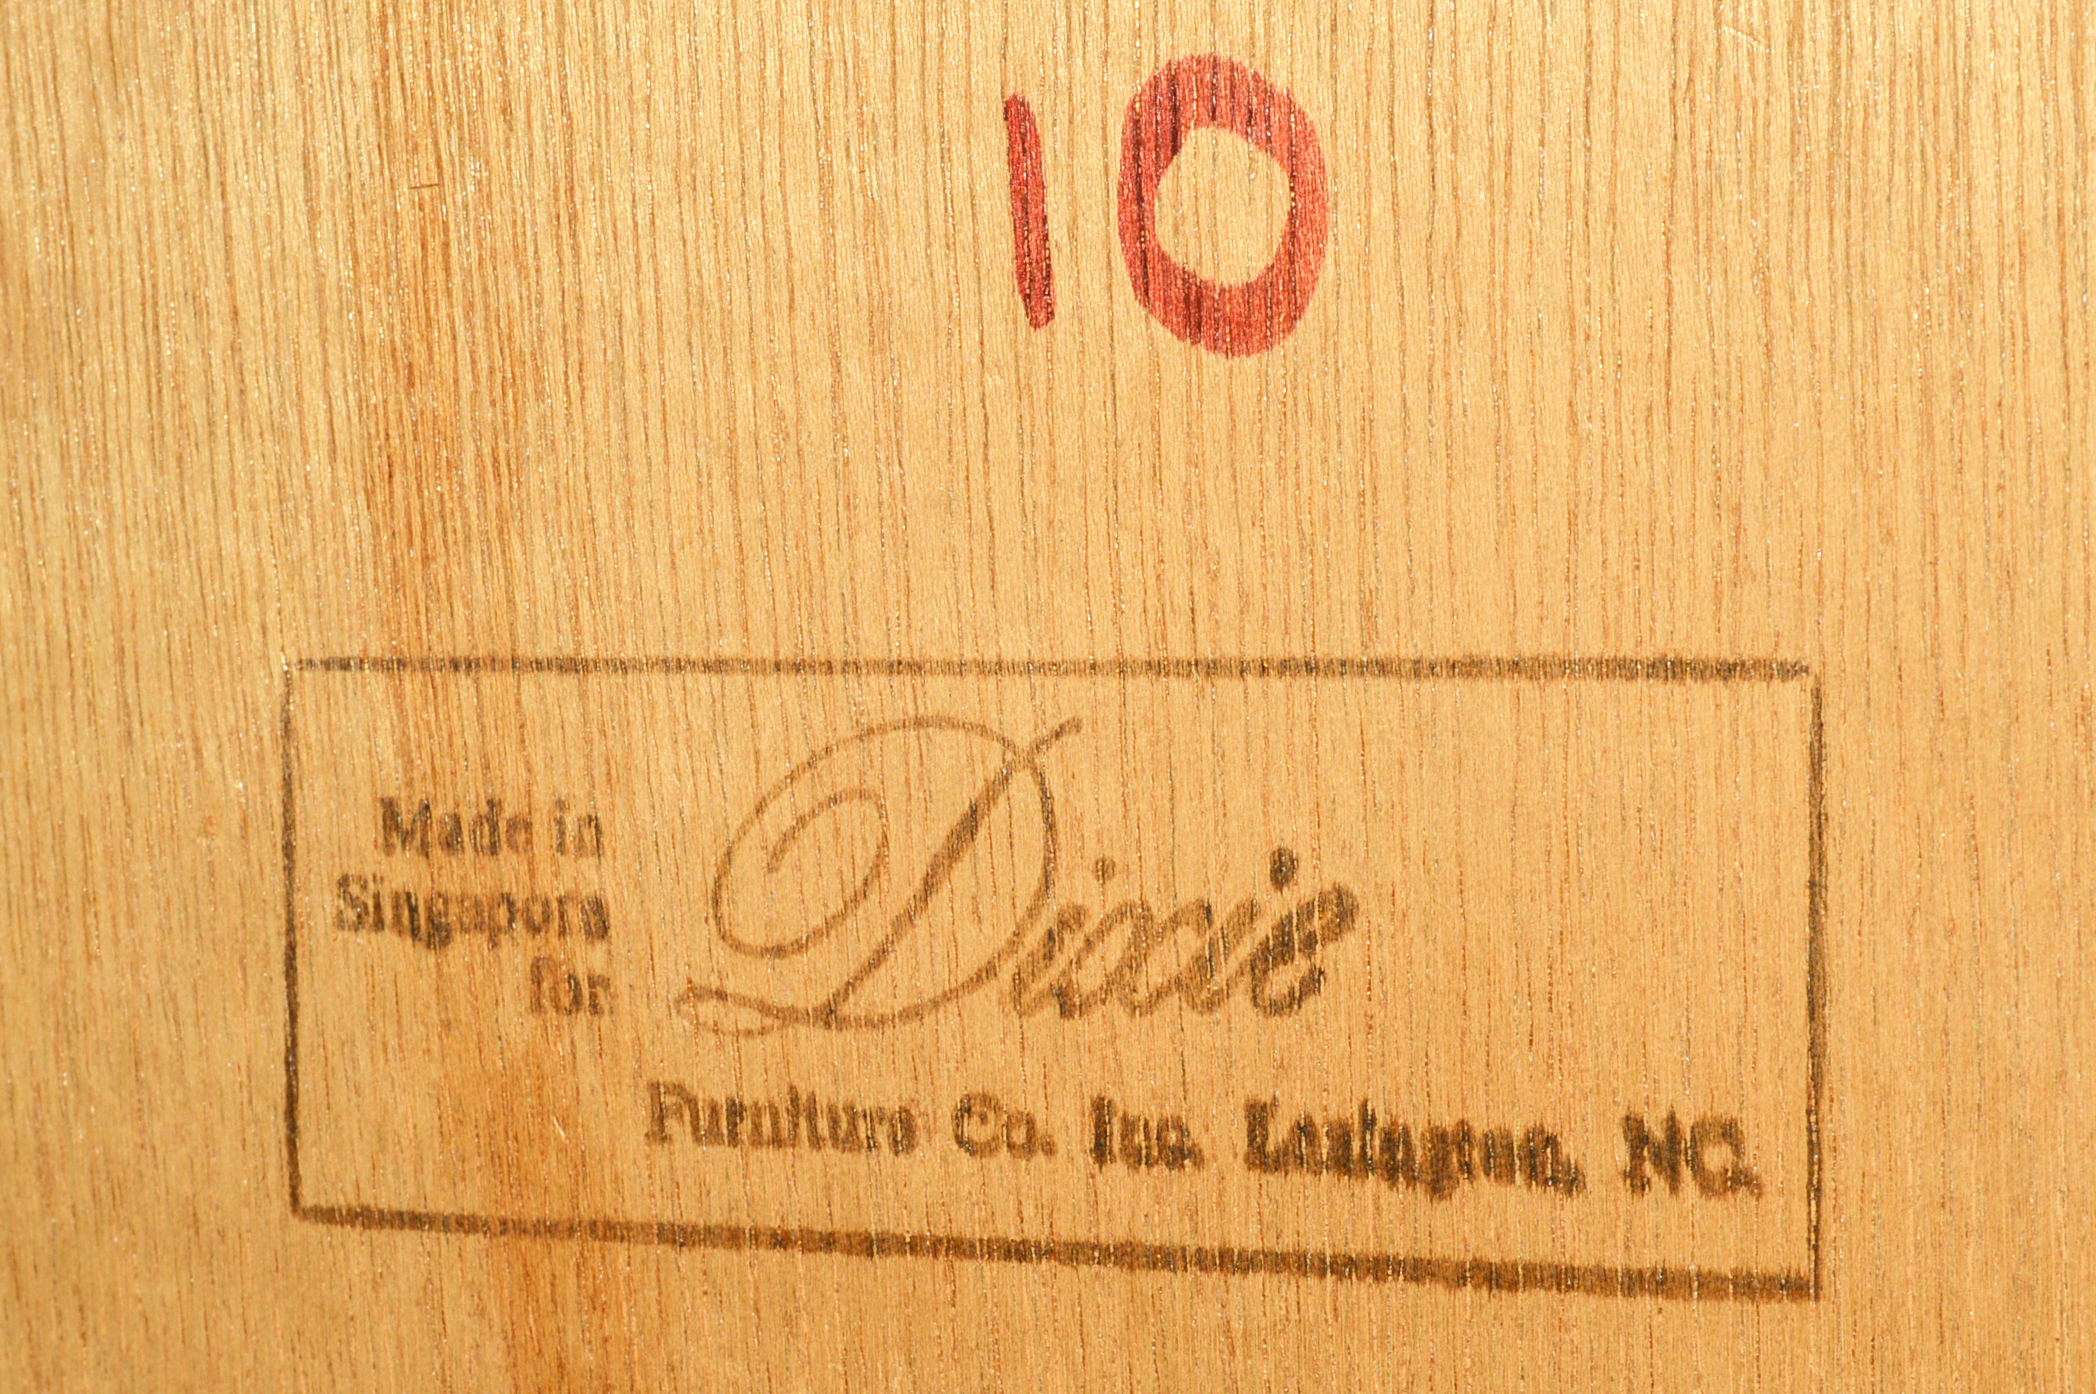 10
Made in
Singapore
for
Dixie
Furniture Co. Inc. Lexington, NC.